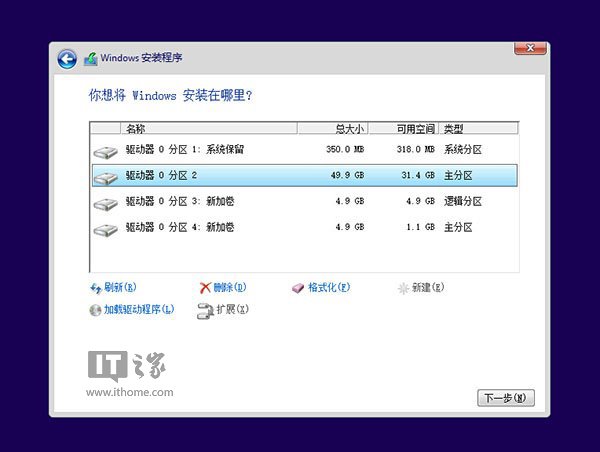 Windows 安装程序
你想将 Windows 安装在哪里?
名称 总大小 可用空间 类型
驱动器 0 分区 1: 系统保留 350.0 MB 318.0 MB 系统分区
驱动器 0 分区 2 49.9 GB 31.4 GB 主分区
驱动器 0 分区 3: 新加卷 4.9 GB 4.9 GB 逻辑分区
驱动器 0 分区 4: 新加卷 4.9 GB 1.1 GB 主分区
刷新(R) 删除(D) 格式化(F) 新建(E)
加载驱动程序(L) 扩展(X)
IT之家
www.ithome.com
下一步(N)